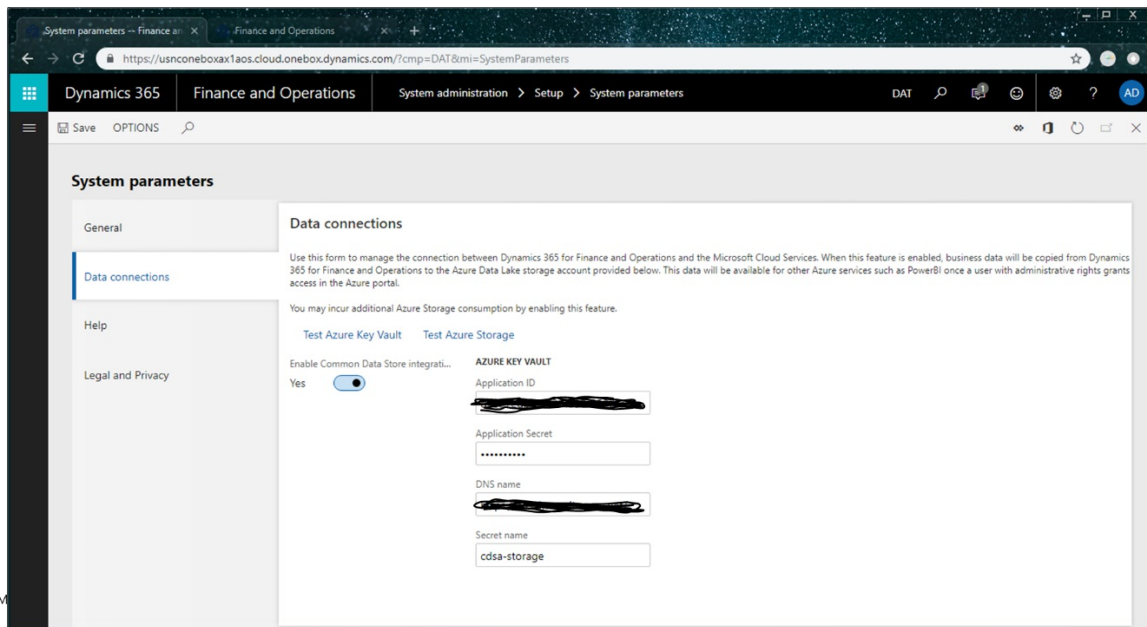 System parameters -- Finance an
Finance and Operations
https://usnconeboxax1aos.cloud.onebox.dynamics.com/?cmp=DAT&mi=SystemParameters
Dynamics 365
Finance and Operations
System administration > Setup > System parameters
DAT
1
?
AD
Save
OPTIONS
System parameters
General
Data connections
Help
Legal and Privacy
Data connections
Use this form to manage the connection between Dynamics 365 for Finance and Operations and the Microsoft Cloud Services. When this feature is enabled, business data will be copied from Dynamics
365 for Finance and Operations to the Azure Data Lake storage account provided below. This data will be available for other Azure services such as PowerBI once a user with administrative rights grants
access in the Azure portal.
You may incur additional Azure Storage consumption by enabling this feature.
Test Azure Key Vault
Test Azure Storage
Enable Common Data Store integrati...
Yes
AZURE KEY VAULT
Application ID
Application Secret
••••••••••
DNS name
Secret name
cdsa-storage
M